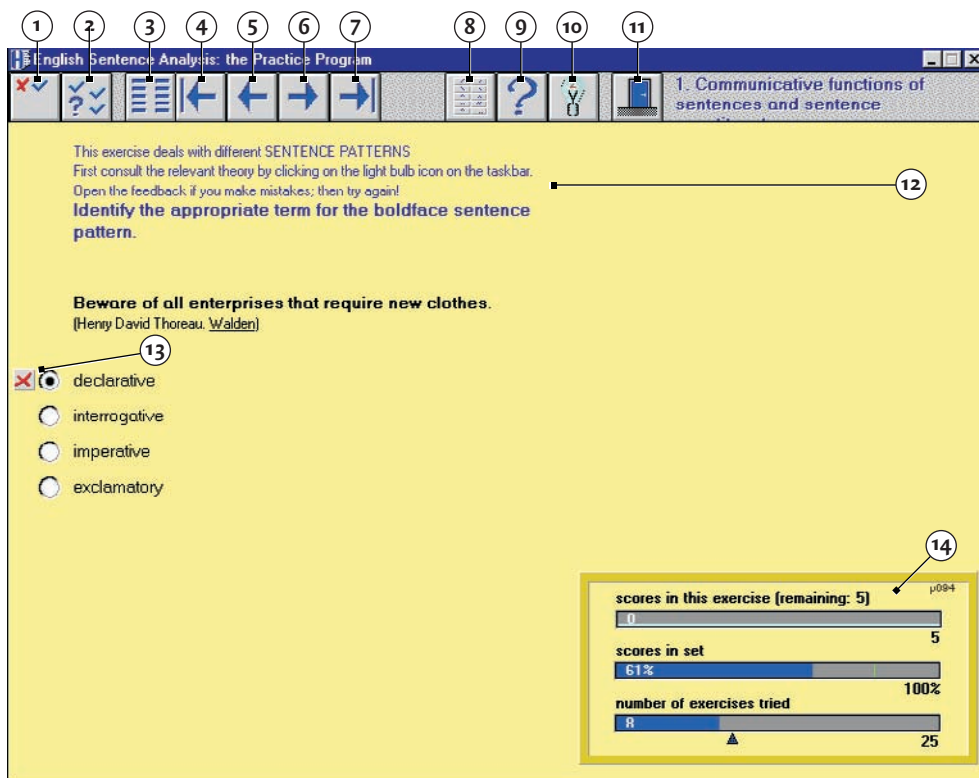 1 2 3 4 5 6 7 8 9 10 11
English Sentence Analysis: the Practice Program
1. Communicative functions of
sentences and sentence
This exercise deals with different SENTENCE PATTERNS
First consult the relevant theory by clicking on the light bulb icon on the taskbar.
Open the feedback if you make mistakes; then try again!
12
Identify the appropriate term for the boldface sentence
pattern.
Beware of all enterprises that require new clothes.
(Henry David Thoreau, Walden)
13
declarative
interrogative
imperative
exclamatory
14
p094
scores in this exercise (remaining: 5)
0
5
scores in set
61%
100%
number of exercises tried
8
25